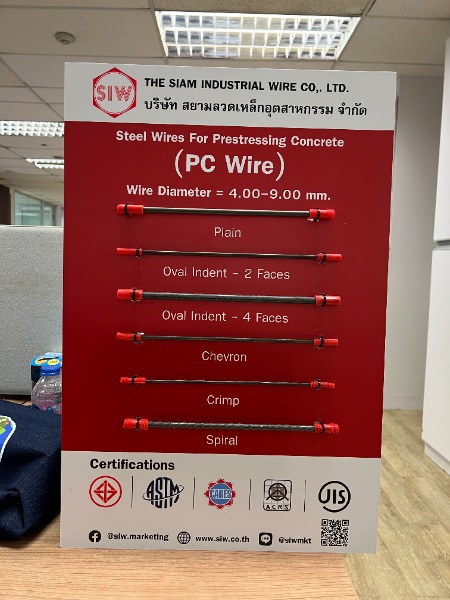 SIW
THE SIAM INDUSTRIAL WIRE CO,. LTD.
บริษัท สยามลวดเหล็กอุตสาหกรรม จำกัด
Steel Wires For Prestressing Concrete
(PC Wire)
Wire Diameter = 4.00-9.00 mm.
Plain
Oval Indent - 2 Faces
Oval Indent - 4 Faces
Chevron
Crimp
Spiral
Certifications
ASTM
CARES
A.C.R.S
JIS
@siw.marketing
www.siw.co.th
@siwmkt